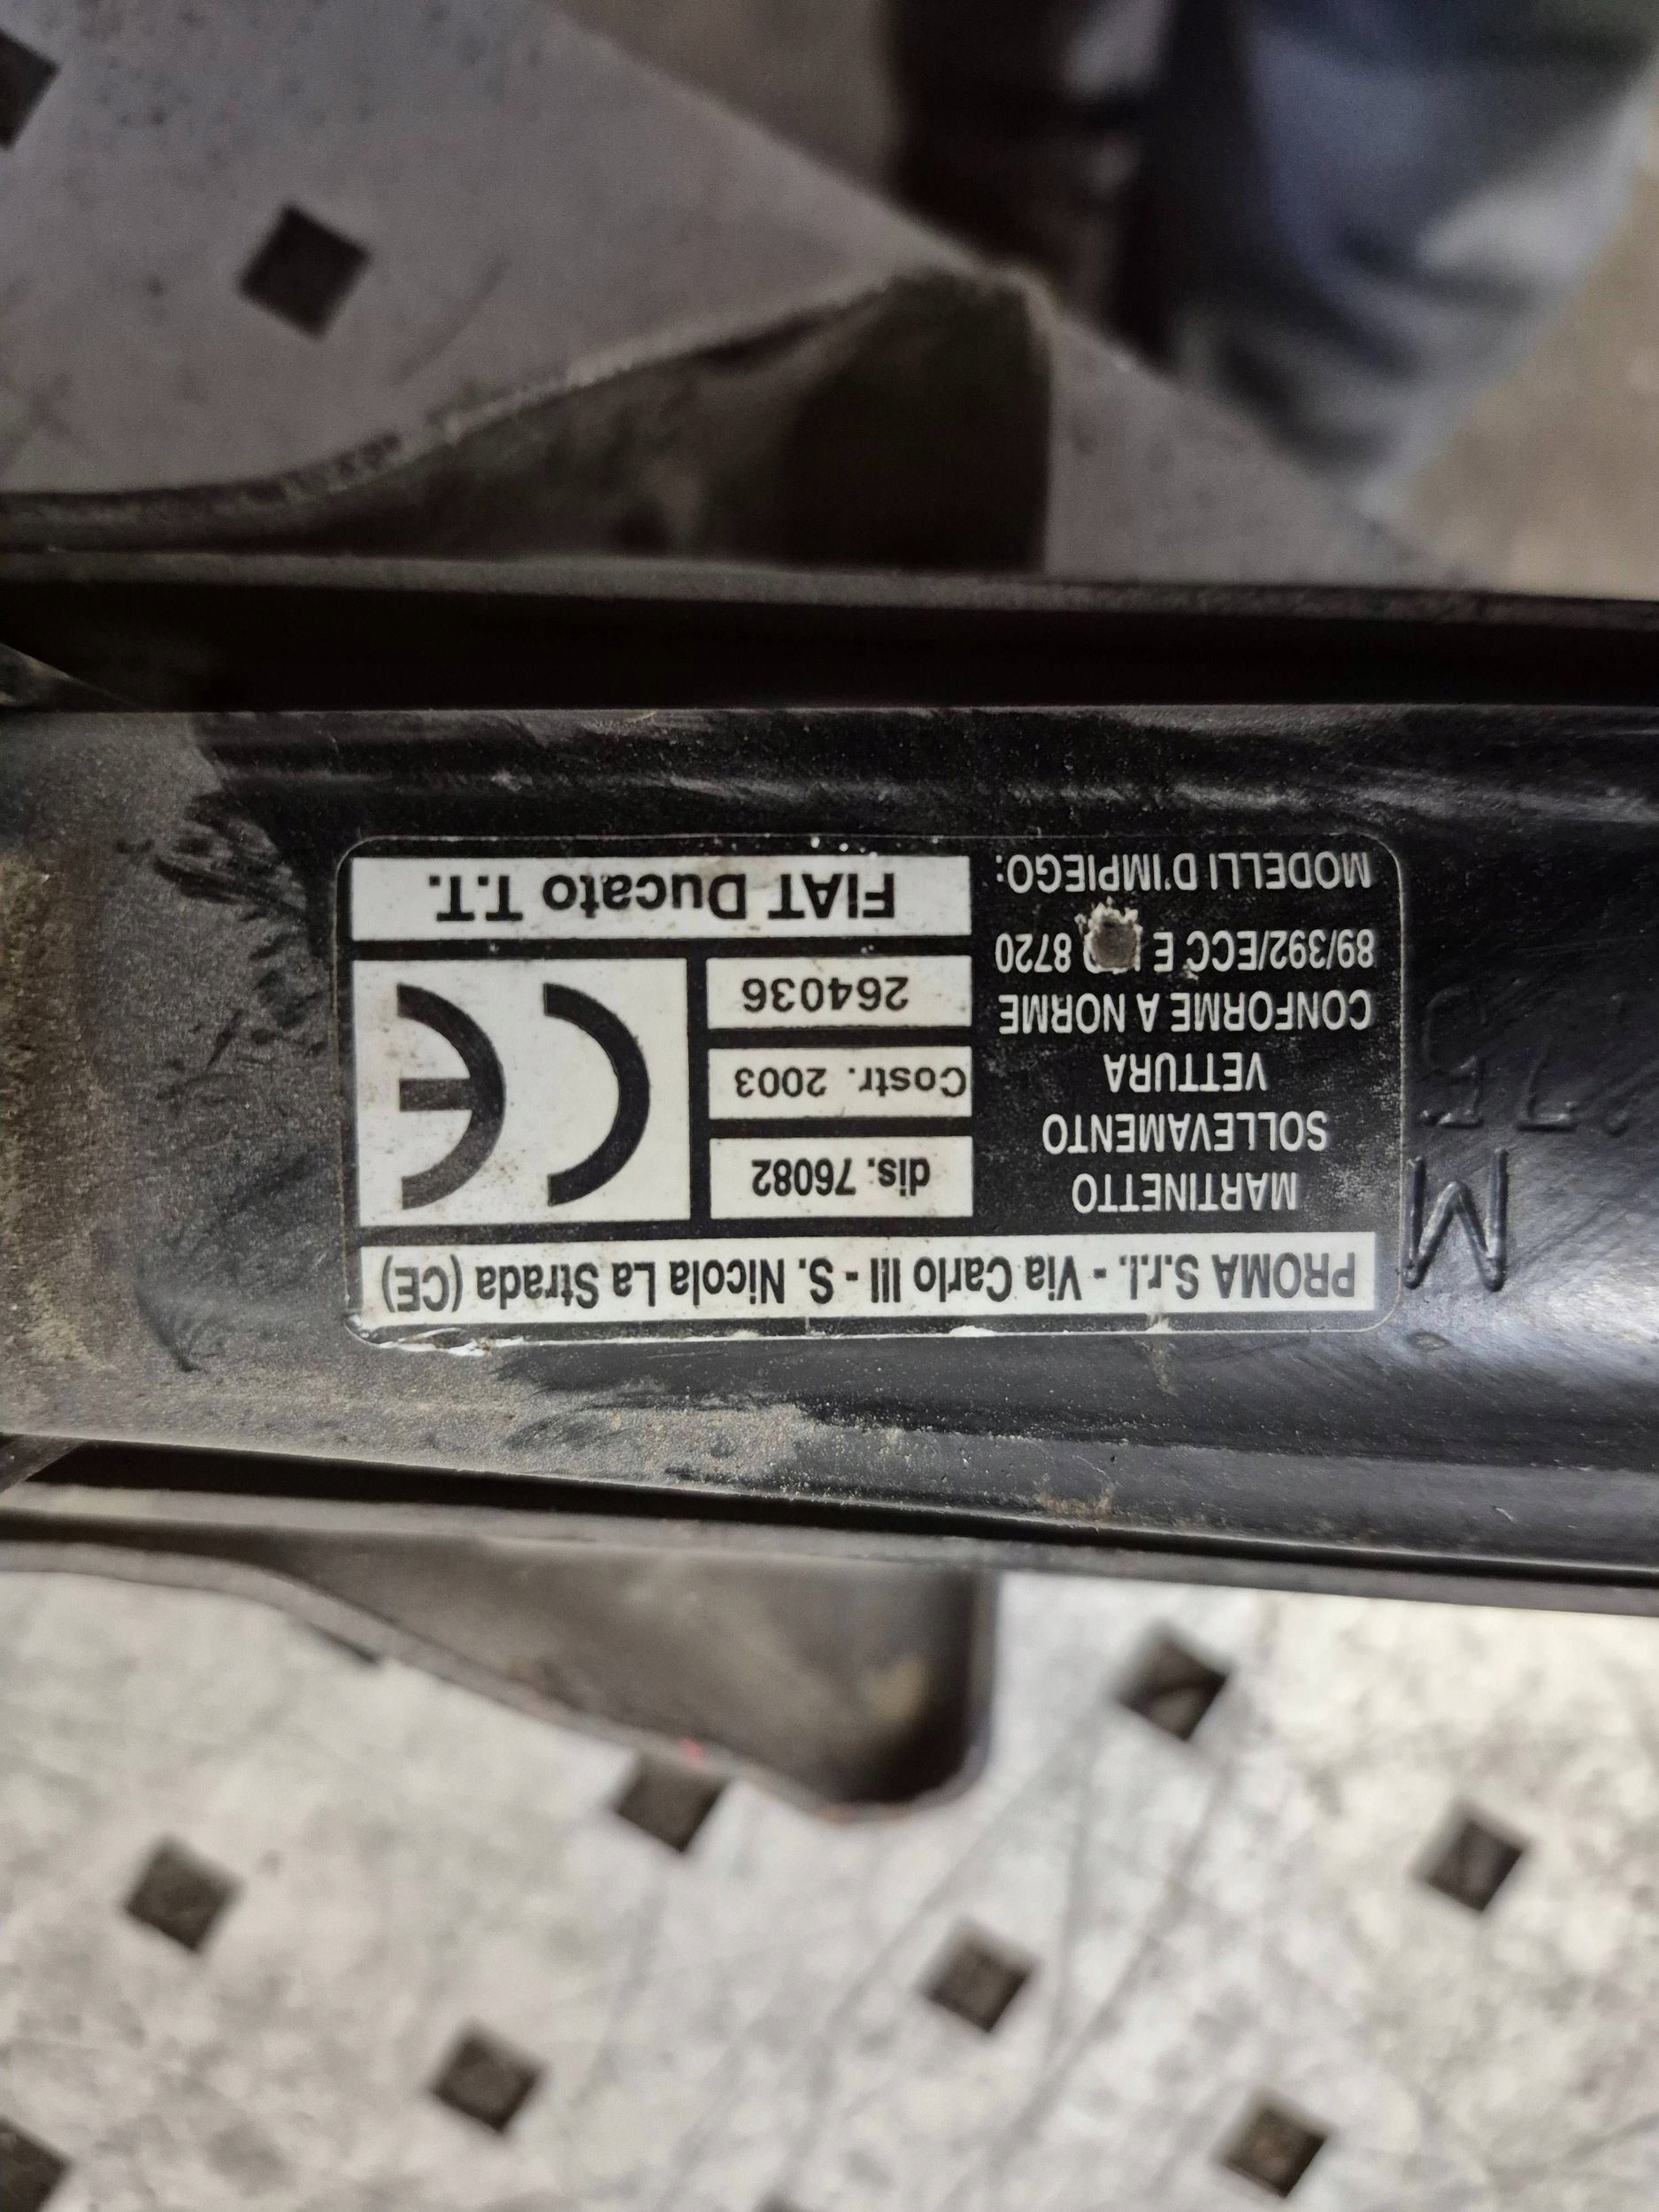 PROMA S.r.l. - Via Carlo III - S. Nicola La Strada (CE)
MARTINETTO
SOLLEVAMENTO
VETTURA
CONFORME A NORME
89/392/ECC E 8720
MODELLI D'IMPIEGO:
dis. 76082
Costr. 2003
264036
CE
FIAT Ducato T.T.
M